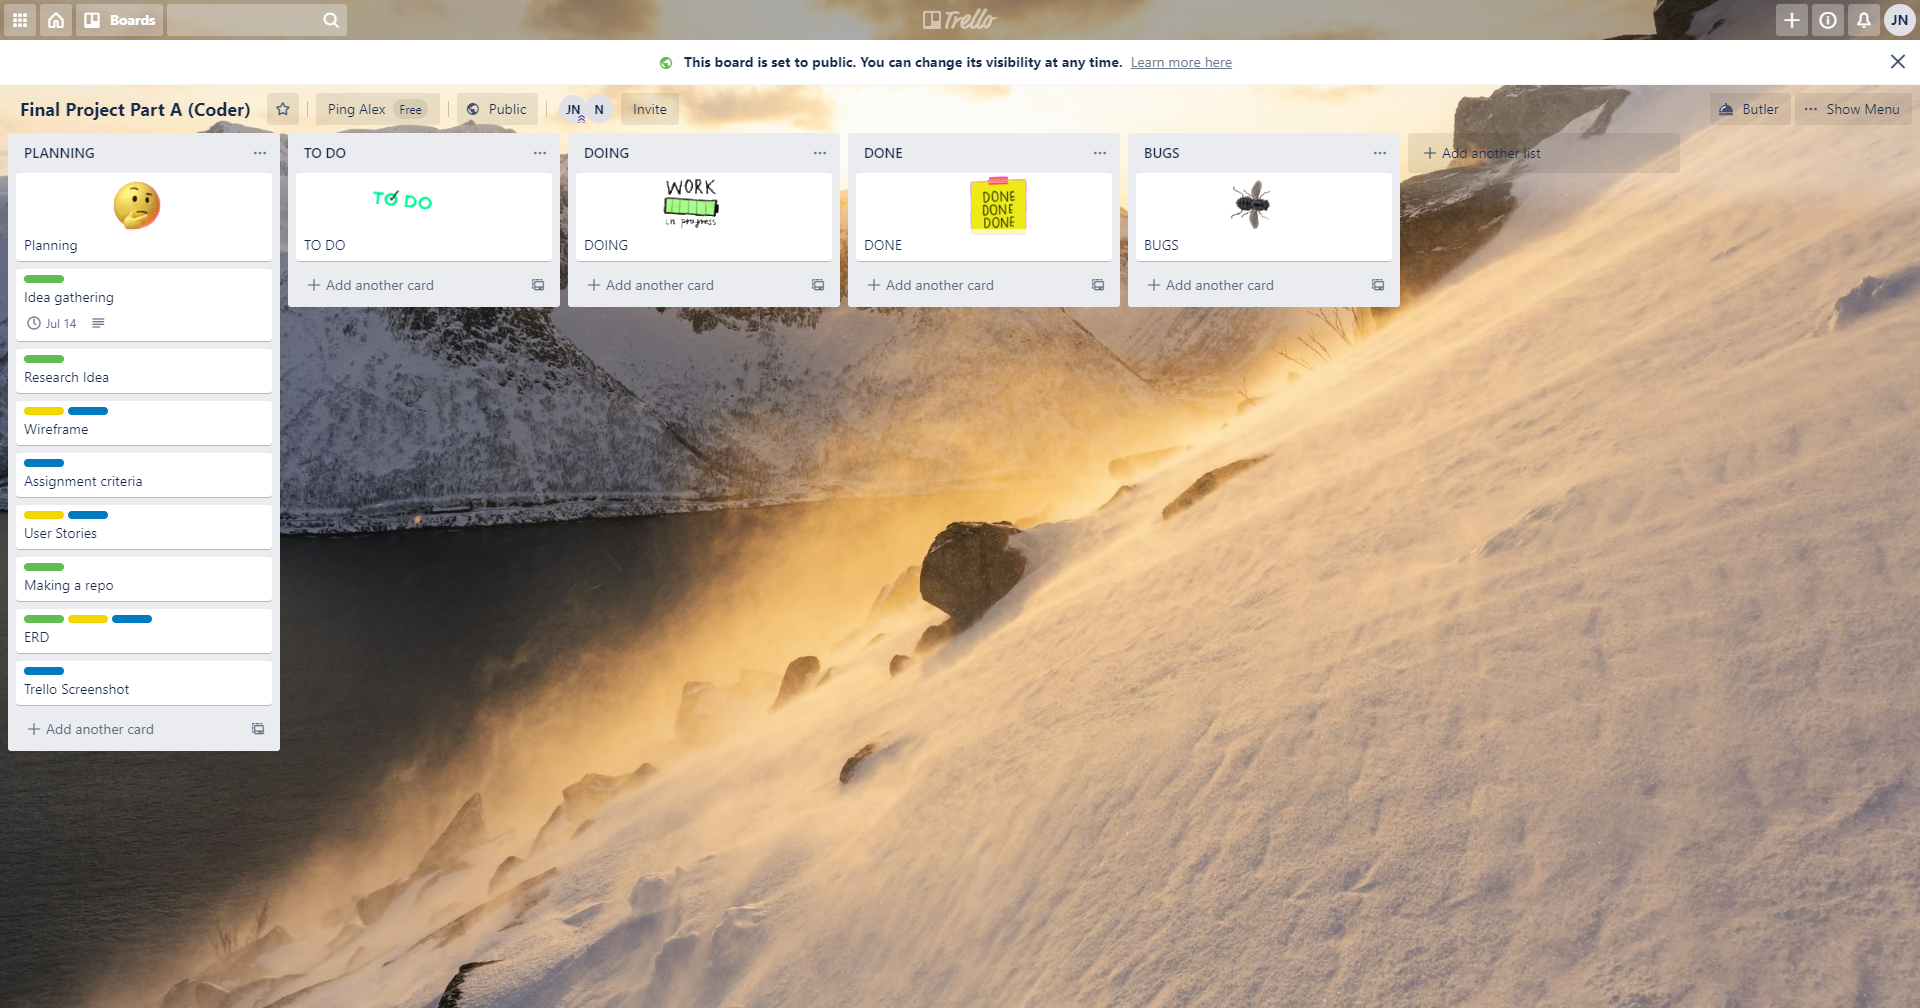 Boards
Trello
JN
This board is set to public. You can change its visibility at any time. Learn more here
Final Project Part A (Coder)
Ping Alex Free
Public
JN N
Invite
Butler
Show Menu
PLANNING
Planning
Idea gathering
Jul 14
Research Idea
Wireframe
Assignment criteria
User Stories
Making a repo
ERD
Trello Screenshot
Add another card
TO DO
TO DO
TO DO
Add another card
DOING
WORK
in progress
DOING
Add another card
DONE
DONE
DONE
DONE
DONE
Add another card
BUGS
BUGS
Add another card
Add another list